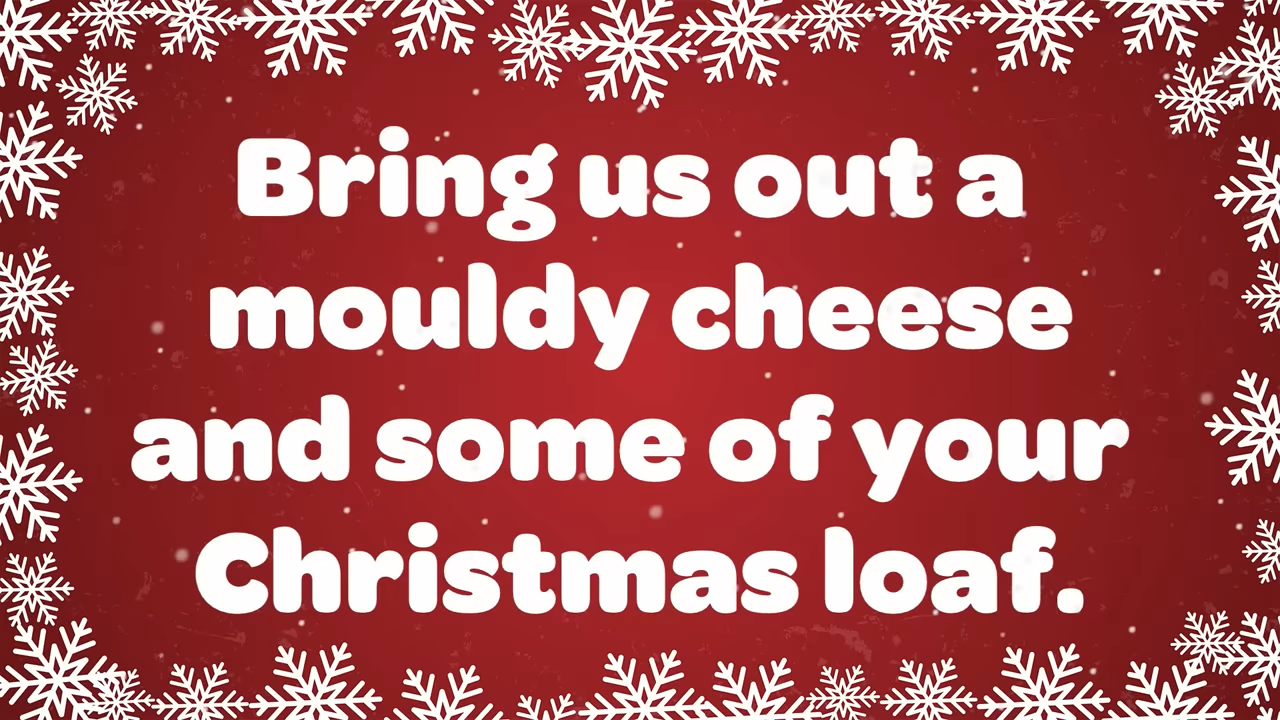 Bring us out a
mouldy cheese
and some of your
Christmas loaf.